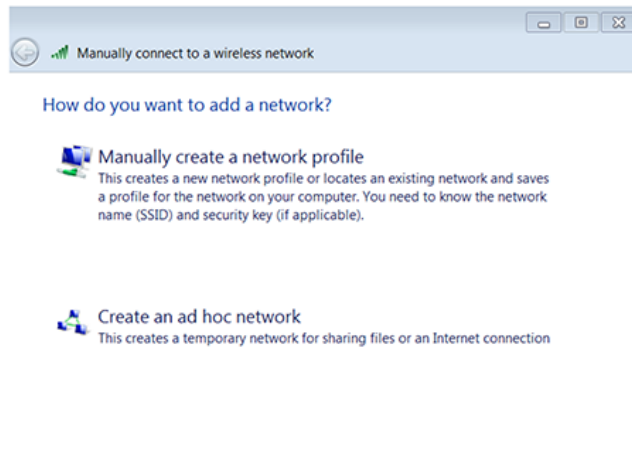 Manually connect to a wireless network
How do you want to add a network?
Manually create a network profile
This creates a new network profile or locates an existing network and saves
a profile for the network on your computer. You need to know the network
name (SSID) and security key (if applicable).
Create an ad hoc network
This creates a temporary network for sharing files or an Internet connection